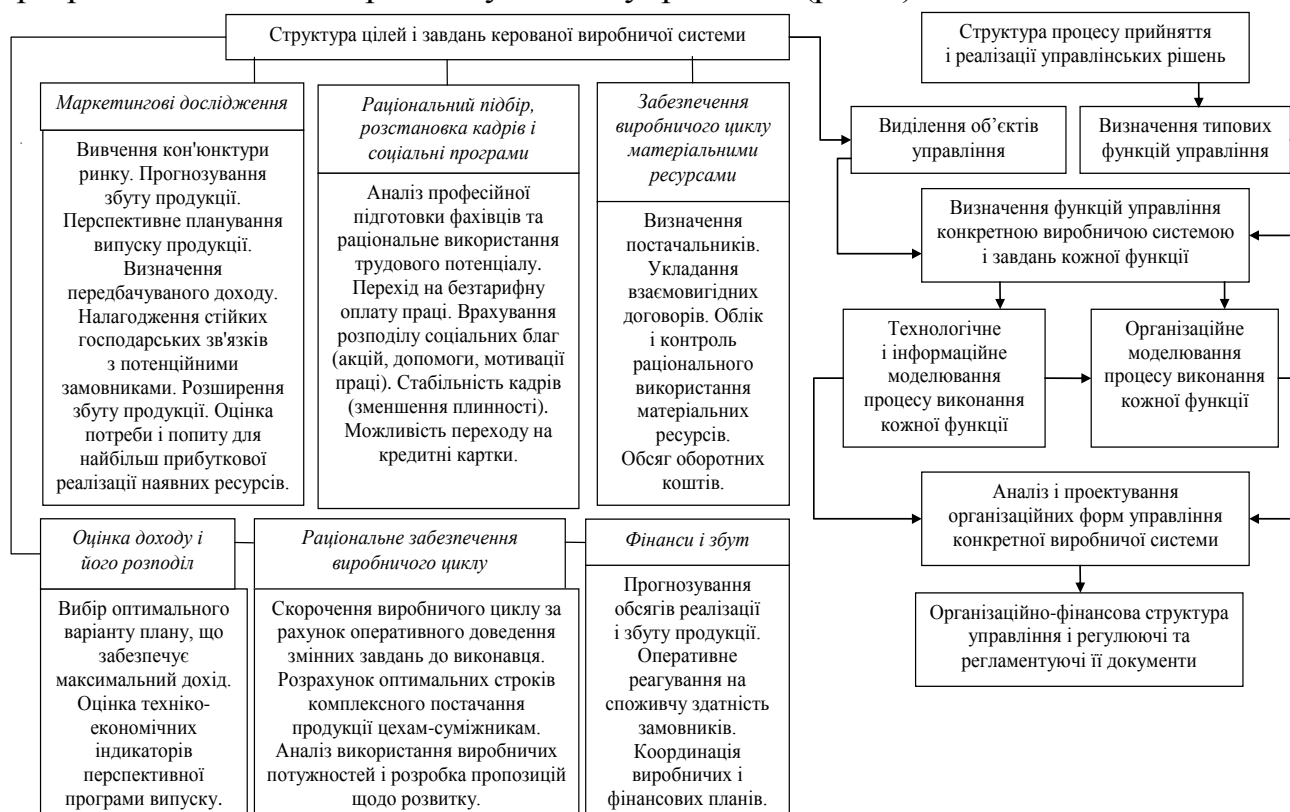 Структура цілей і завдань керованої виробничої системи
Маркетингові дослідження
Вивчення кон'юнктури
ринку. Прогнозування
збуту продукції.
Перспективне планування
випуску продукції.
Визначення
передбачуваного доходу.
Налагодження стійких
господарських зв'язків
з потенційними
замовниками. Розширення
збуту продукції. Оцінка
потреби і попиту для
найбільш прибуткової
реалізації наявних ресурсів.
Раціональний підбір,
розстановка кадрів і
соціальні програми
Аналіз професійної
підготовки фахівців та
раціональне використання
трудового потенціалу.
Перехід на безтарифну
оплату праці. Врахування
розподілу соціальних благ
(акцій, допомоги, мотивації
праці). Стабільність кадрів
(зменшення плинності).
Можливість переходу на
кредитні картки.
Забезпечення
виробничого циклу
матеріальними
ресурсами
Визначення
постачальників.
Укладання
взаємовигідних
договорів. Облік
і контроль
раціонального
використання
матеріальних
ресурсів.
Обсяг оборотних
коштів.
Оцінка доходу і
його розподіл
Вибір оптимального
варіанту плану, що
забезпечує
максимальний дохід.
Оцінка техніко-
економічних
індикаторів
перспективної
програми випуску.
Раціональне забезпечення
виробничого циклу
Скорочення виробничого циклу за
рахунок оперативного доведення
змінних завдань до виконавця.
Розрахунок оптимальних строків
комплексного постачання
продукції цехам-суміжникам.
Аналіз використання виробничих
потужностей і розробка пропозицій
щодо розвитку.
Фінанси і збут
Прогнозування
обсягів реалізації
і збуту продукції.
Оперативне
реагування на
споживчу здатність
замовників.
Координація
виробничих і
фінансових планів.
Структура процесу прийняття
і реалізації управлінських рішень
Виділення об’єктів
управління
Визначення типових
функцій управління
Визначення функцій управління
конкретною виробничою системою
і завдань кожної функції
Технологічне
і інформаційне
моделювання
процесу виконання
кожної функції
Організаційне
моделювання
процесу виконання
кожної функції
Аналіз і проектування
організаційних форм управління
конкретної виробничої системи
Організаційно-фінансова структура
управління і регулюючі та
регламентуючі її документи